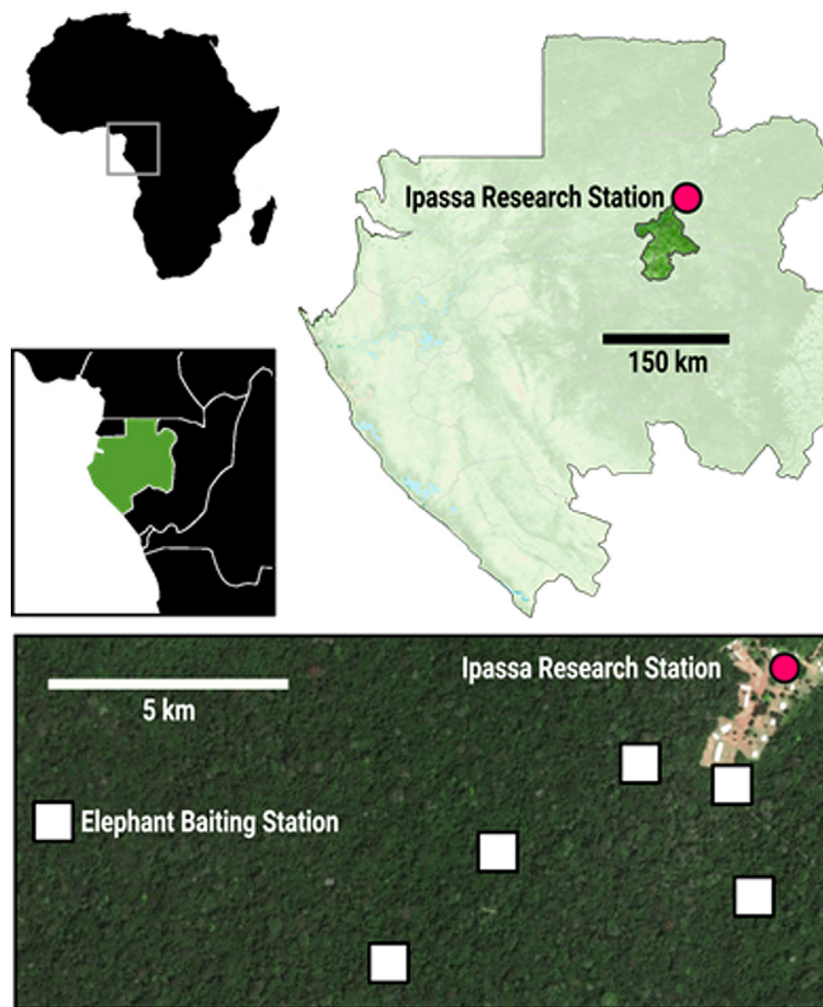 Ipassa Research Station
150 km
Ipassa Research Station
5 km
Elephant Baiting Station